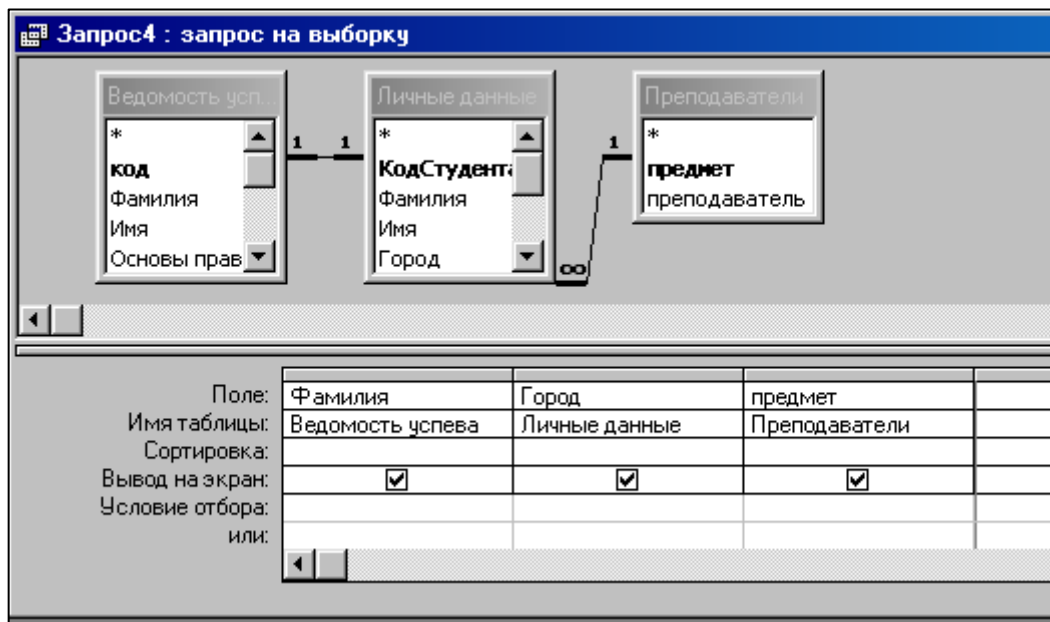 Запрос4 : запрос на выборку
Ведомость усп...
*
код
Фамилия
Имя
Основы прав
1 1
Личные данные
*
КодСтудента
Фамилия
Имя
Город
∞
1
Преподаватели
*
предмет
преподаватель
Поле: Фамилия Город предмет
Имя таблицы: Ведомость успева Личные данные Преподаватели
Сортировка:
Вывод на экран:
Условие отбора:
или: